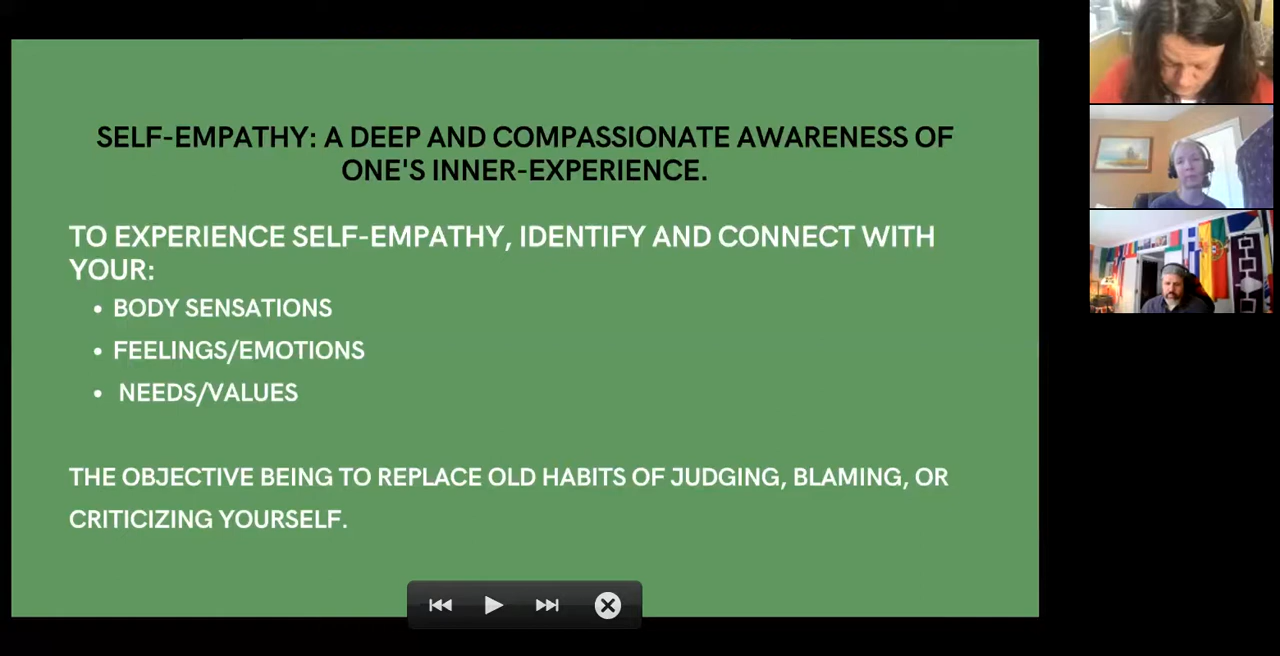 SELF-EMPATHY: A DEEP AND COMPASSIONATE AWARENESS OF
ONE'S INNER-EXPERIENCE.
TO EXPERIENCE SELF-EMPATHY, IDENTIFY AND CONNECT WITH
YOUR:
• BODY SENSATIONS
• FEELINGS/EMOTIONS
• NEEDS/VALUES
THE OBJECTIVE BEING TO REPLACE OLD HABITS OF JUDGING, BLAMING, OR
CRITICIZING YOURSELF.